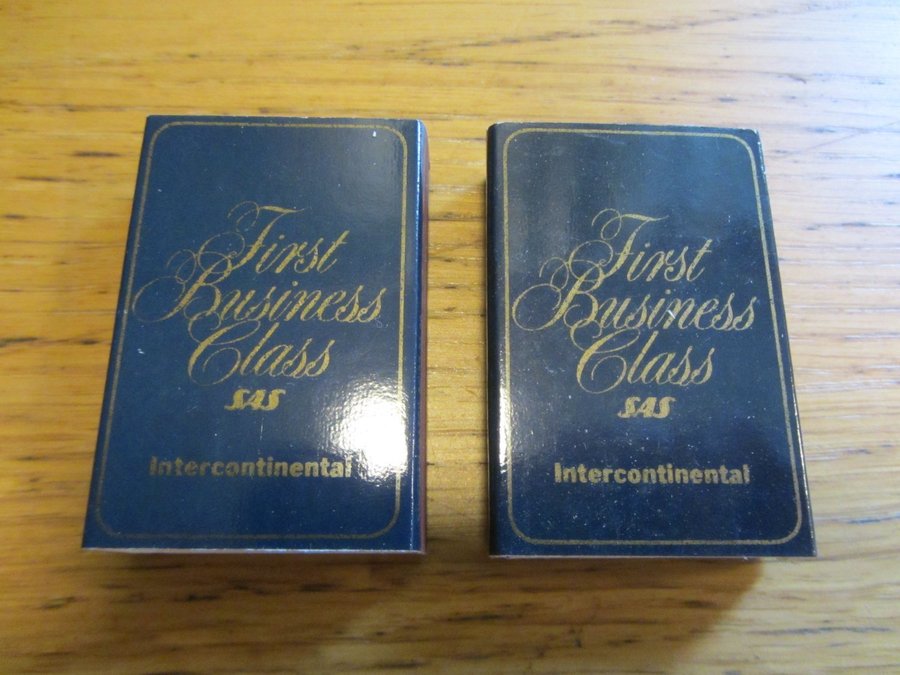 First
Business
Class
SAS
Intercontinental
First
Business
Class
SAS
Intercontinental